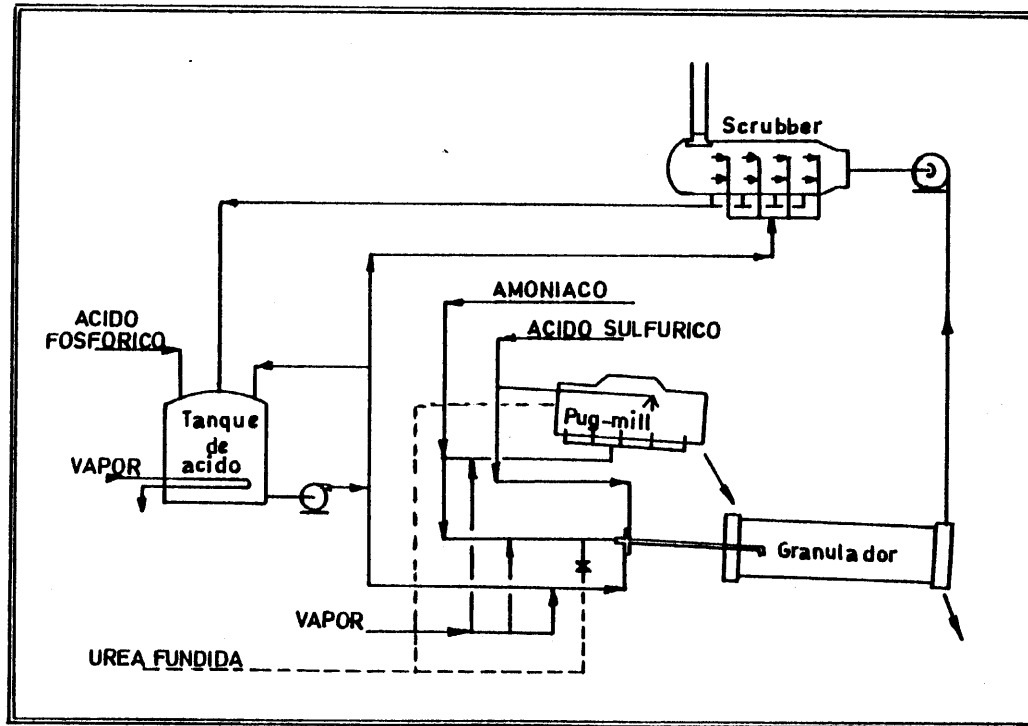 Scrubber
AMONIACO
ACIDO SULFURICO
ACIDO
FOSFORICO
Pug-mill
Tanque
de
acido
VAPOR
Granulador
VAPOR
UREA FUNDIDA